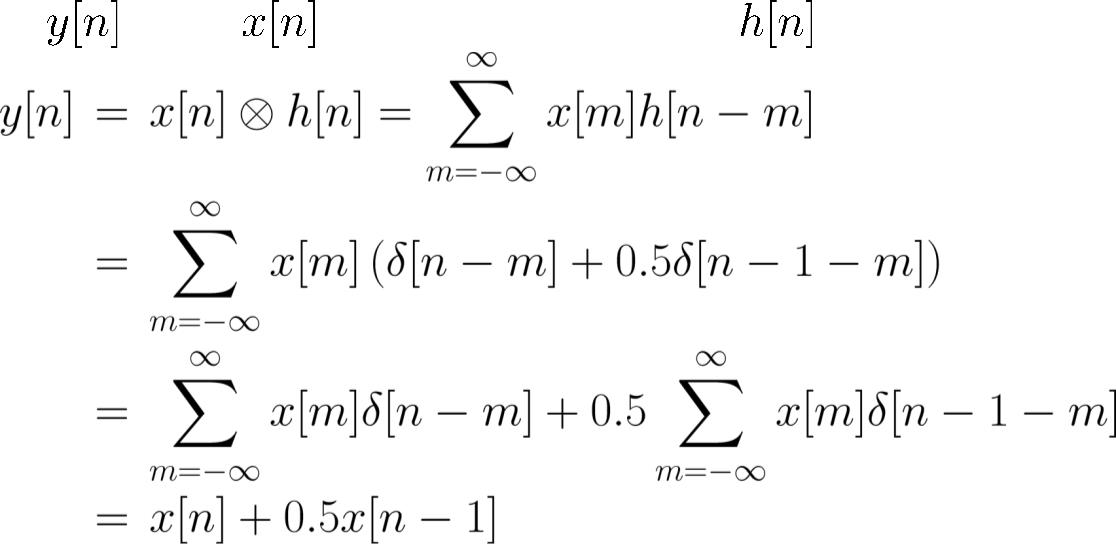 y[n] x[n] h[n]
y[n] = x[n] ⊗ h[n] = ∑_{m=−∞}^{∞} x[m]h[n − m]
= ∑_{m=−∞}^{∞} x[m] (δ[n − m] + 0.5δ[n − 1 − m])
= ∑_{m=−∞}^{∞} x[m]δ[n − m] + 0.5 ∑_{m=−∞}^{∞} x[m]δ[n − 1 − m]
= x[n] + 0.5x[n − 1]